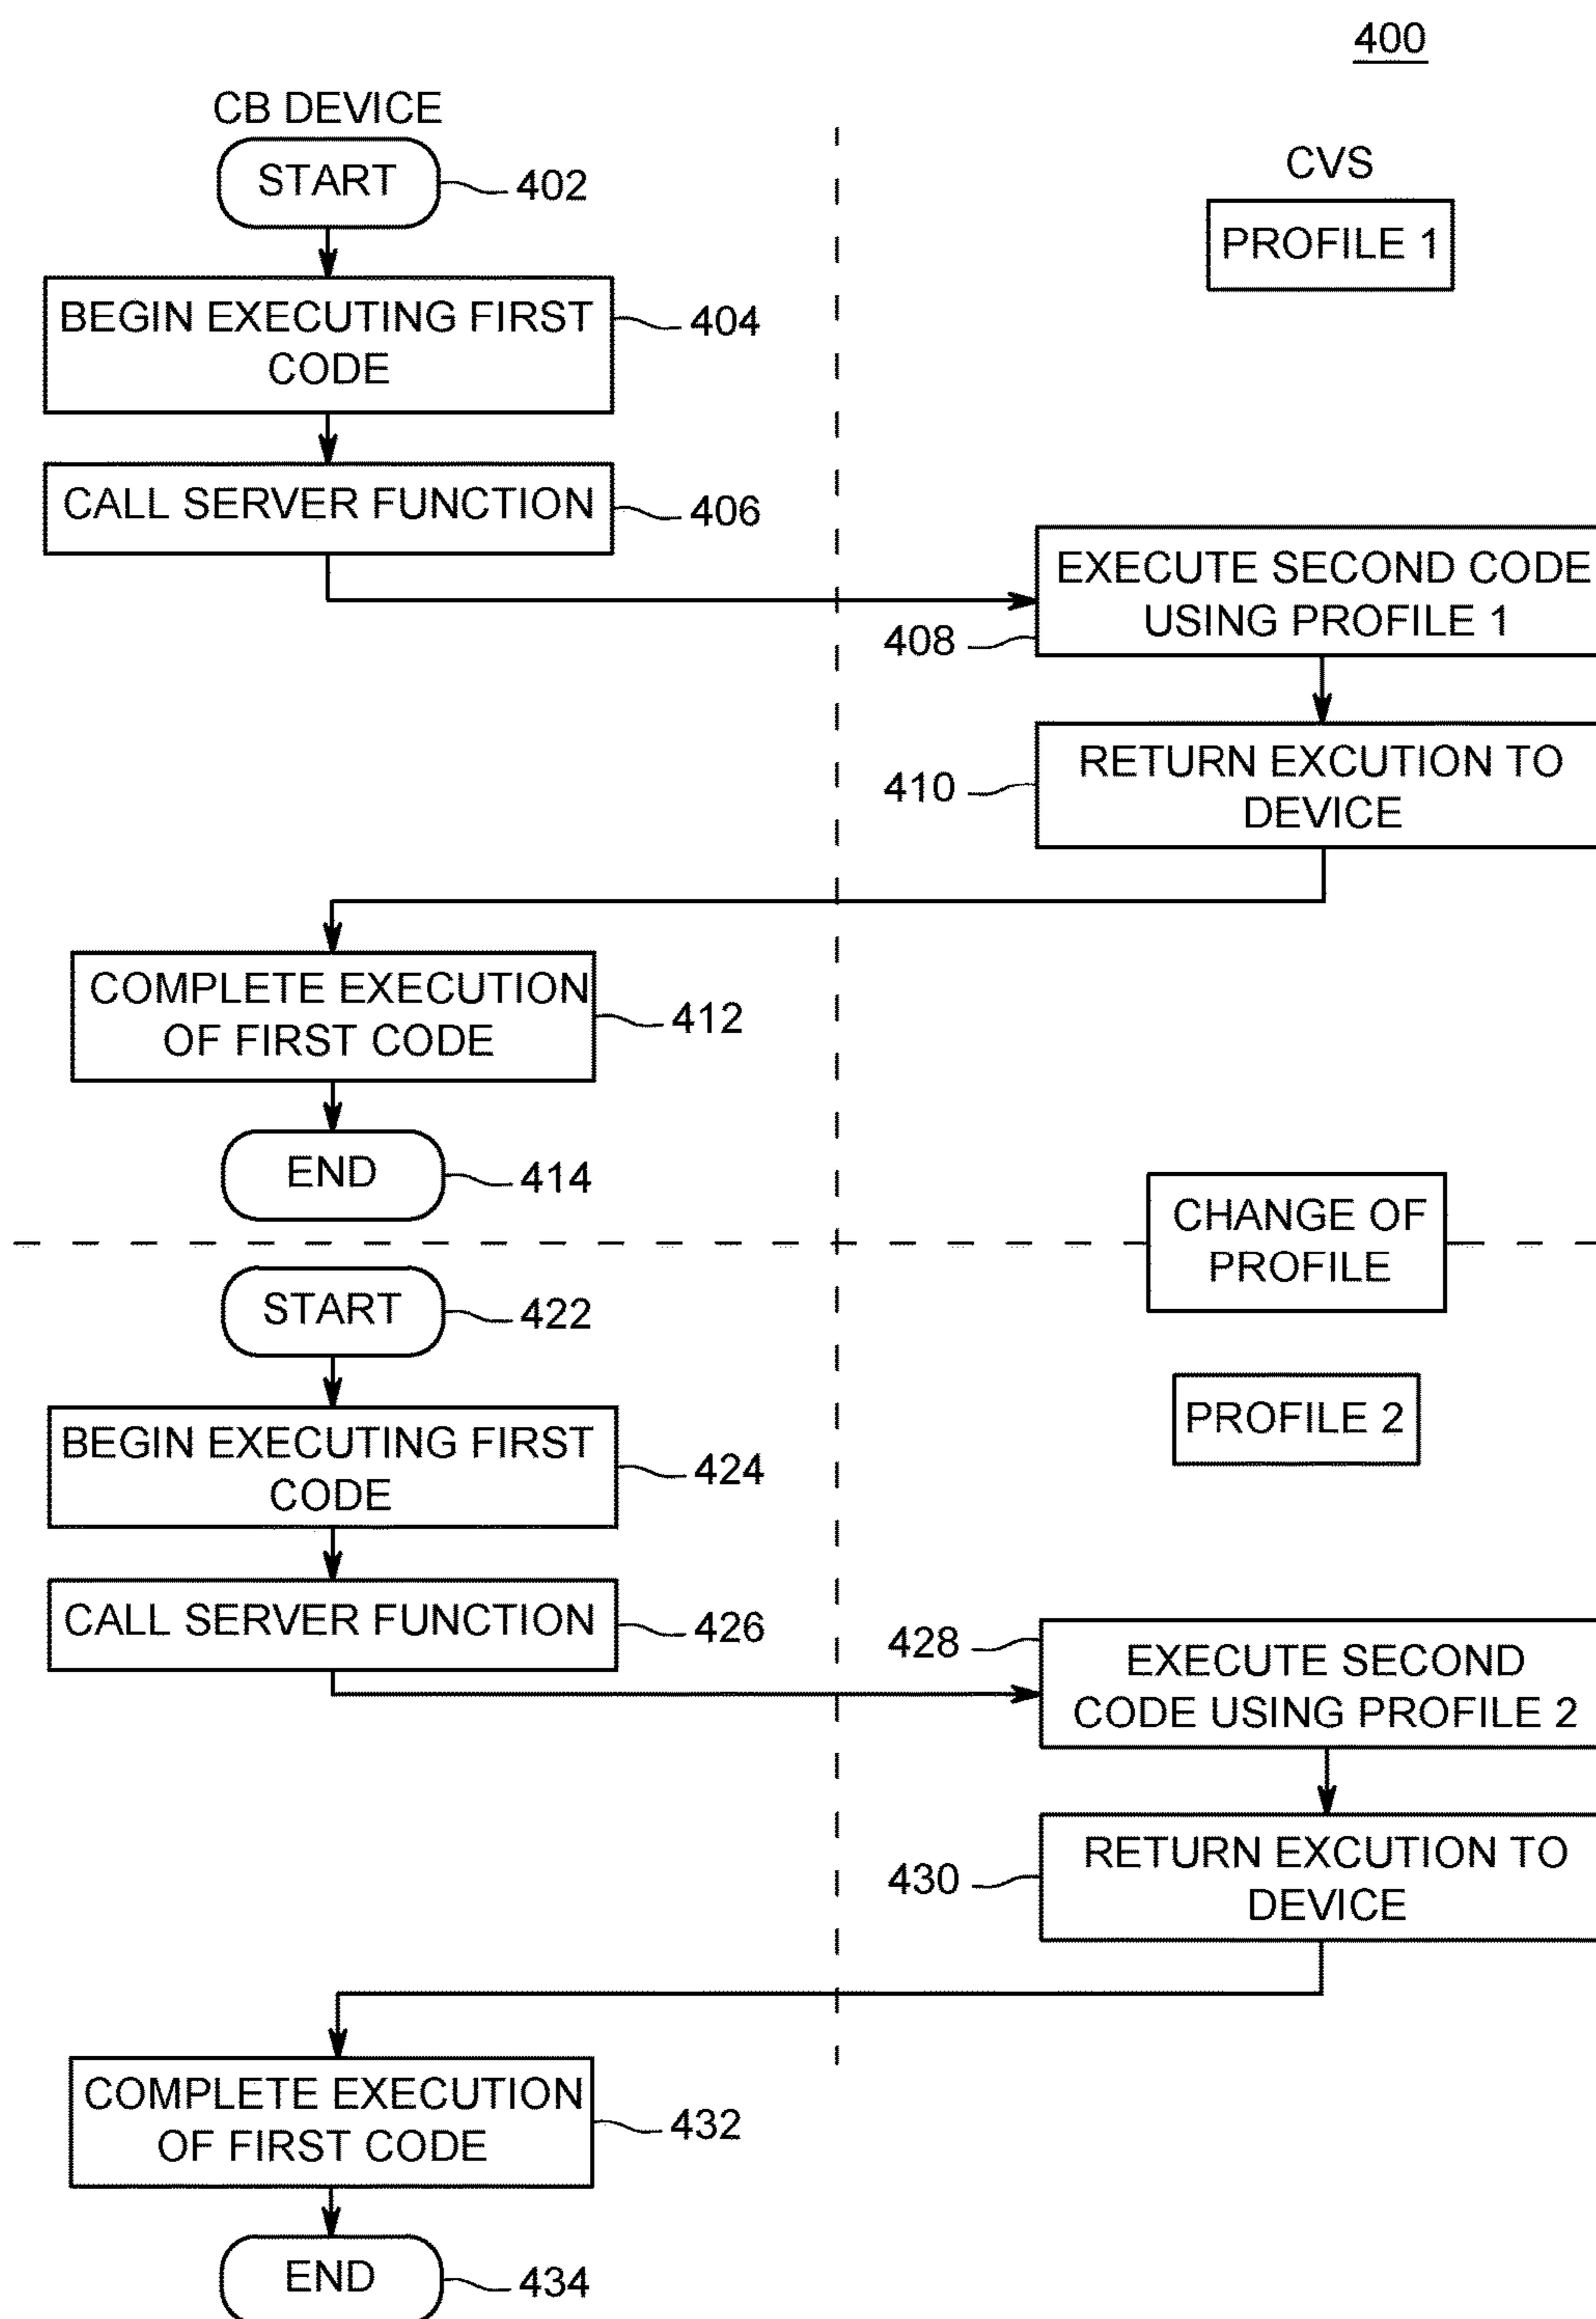 400
CB DEVICE
START
402
CVS
PROFILE 1
BEGIN EXECUTING FIRST
CODE
404
CALL SERVER FUNCTION
406
EXECUTE SECOND CODE
USING PROFILE 1
408
RETURN EXCUTION TO
DEVICE
410
COMPLETE EXECUTION
OF FIRST CODE
412
END
414
CHANGE OF
PROFILE
START
422
PROFILE 2
BEGIN EXECUTING FIRST
CODE
424
CALL SERVER FUNCTION
426
428
EXECUTE SECOND
CODE USING PROFILE 2
RETURN EXCUTION TO
DEVICE
430
COMPLETE EXECUTION
OF FIRST CODE
432
END
434